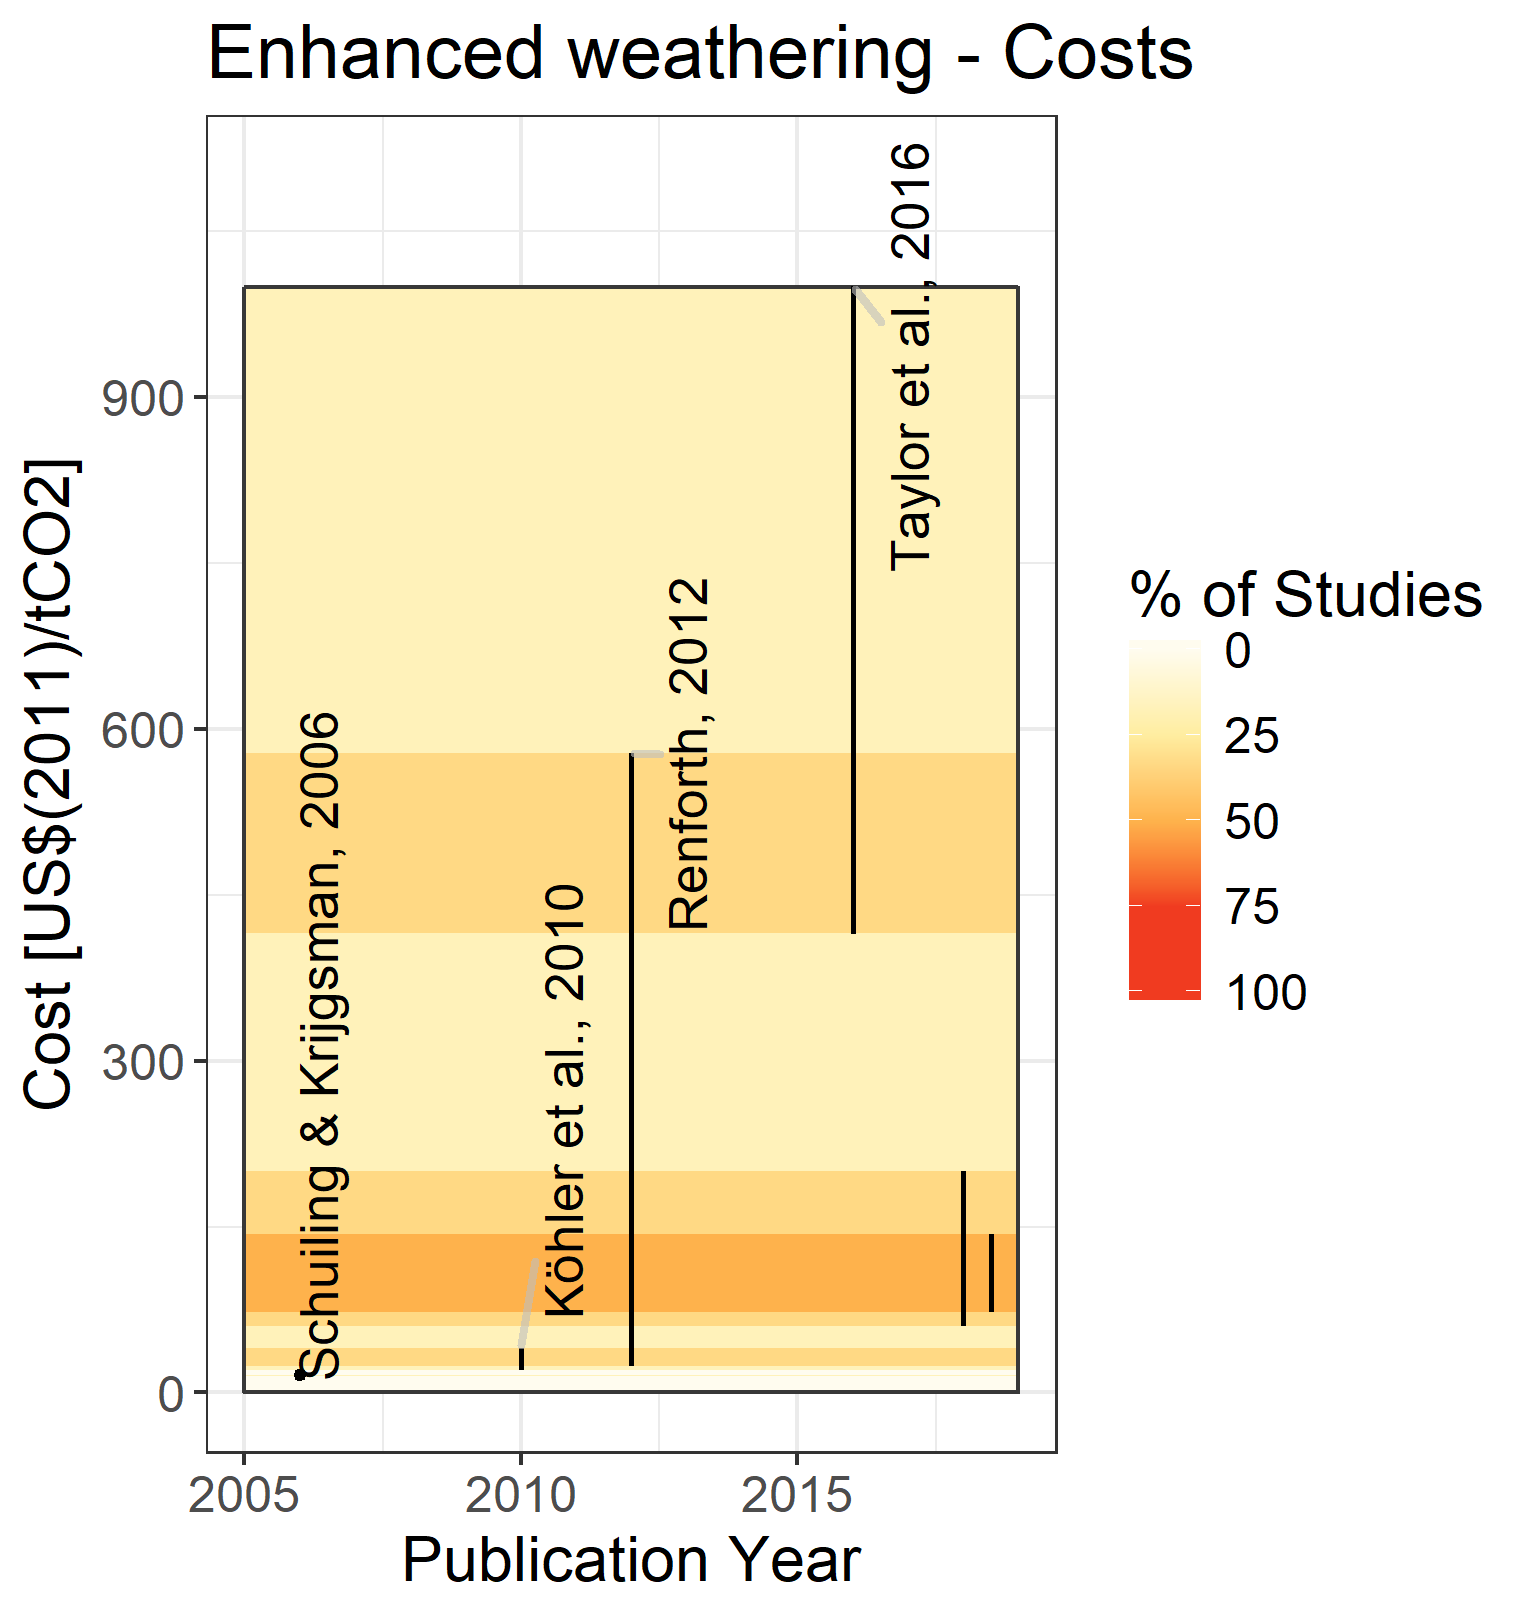 Enhanced weathering - Costs
Cost [US$(2011)/tCO2]
900
600
300
0
Schuiling & Krijgsman, 2006
Köhler et al., 2010
Renforth, 2012
Taylor et al., 2016
2005
2010
2015
Publication Year
% of Studies
0
25
50
75
100